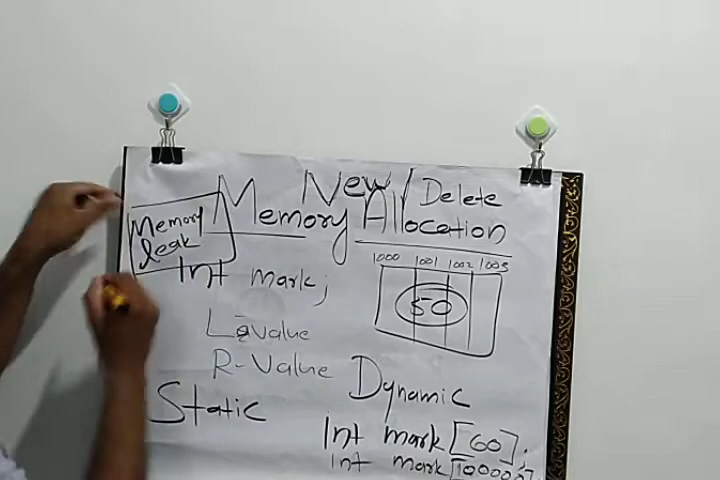 New / Delete
Memory Allocation
Memory
leak
Int mark;
1000 1001 1002 1003
50
L-value
R-Value
Dynamic
Static
Int mark [60];
Int mark [100000]